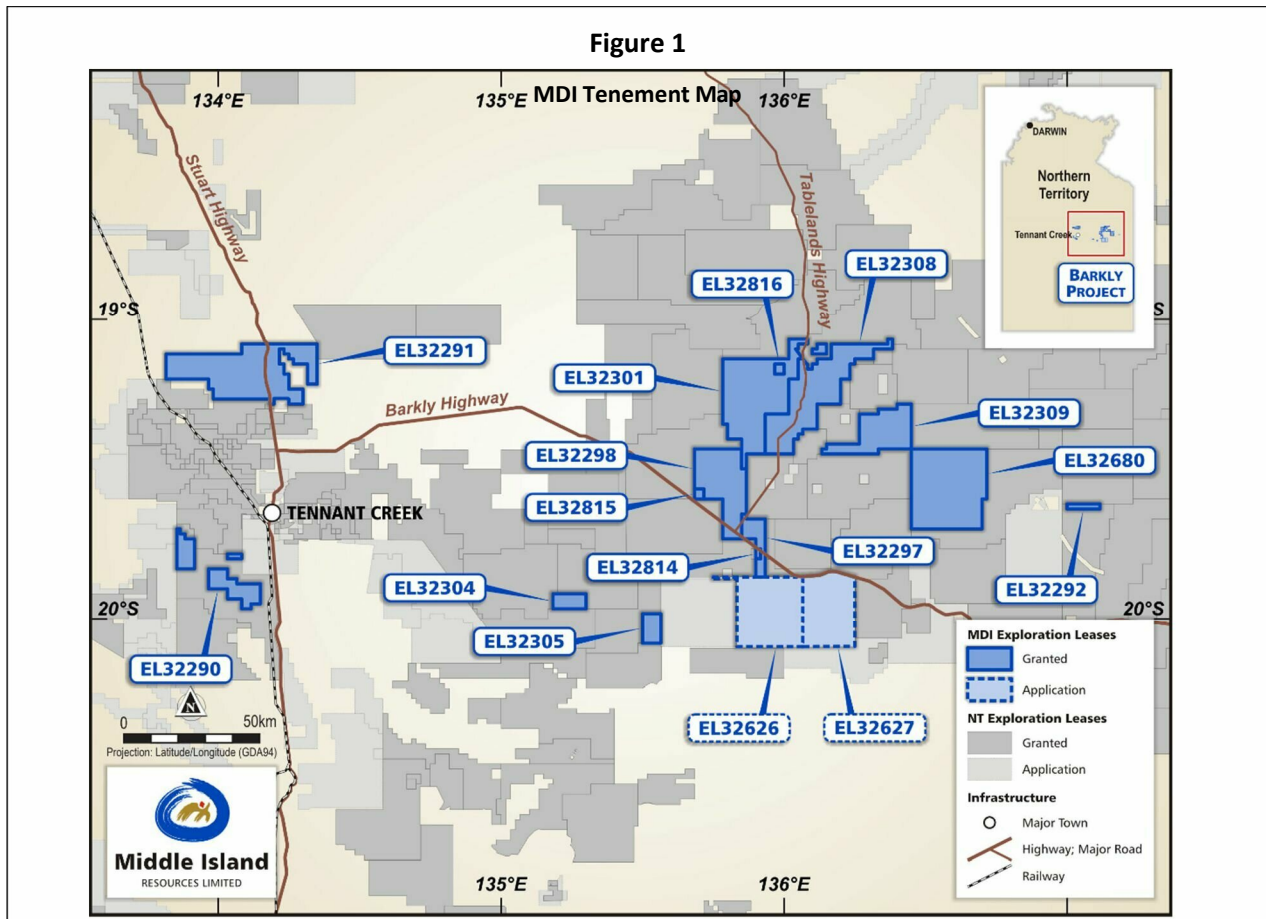 Figure 1
MDI Tenement Map
134°E
135°E
136°E
DARWIN
Northern
Territory
Tennant Creek
BARKLY
PROJECT
Stuart Highway
Tablelands Highway
EL32816
EL32308
19°S
S
EL32291
EL32301
Barkly Highway
EL32309
EL32298
EL32680
EL32815
TENNANT CREEK
EL32297
EL32814
EL32292
EL32304
20°S
20°S
EL32305
EL32290
EL32626
EL32627
N
0
50km
Projection: Latitude/Longitude (GDA94)
Middle Island
RESOURCES LIMITED
135°E
136°E
MDI Exploration Leases
Granted
Application
NT Exploration Leases
Granted
Application
Infrastructure
Major Town
Highway; Major Road
Railway